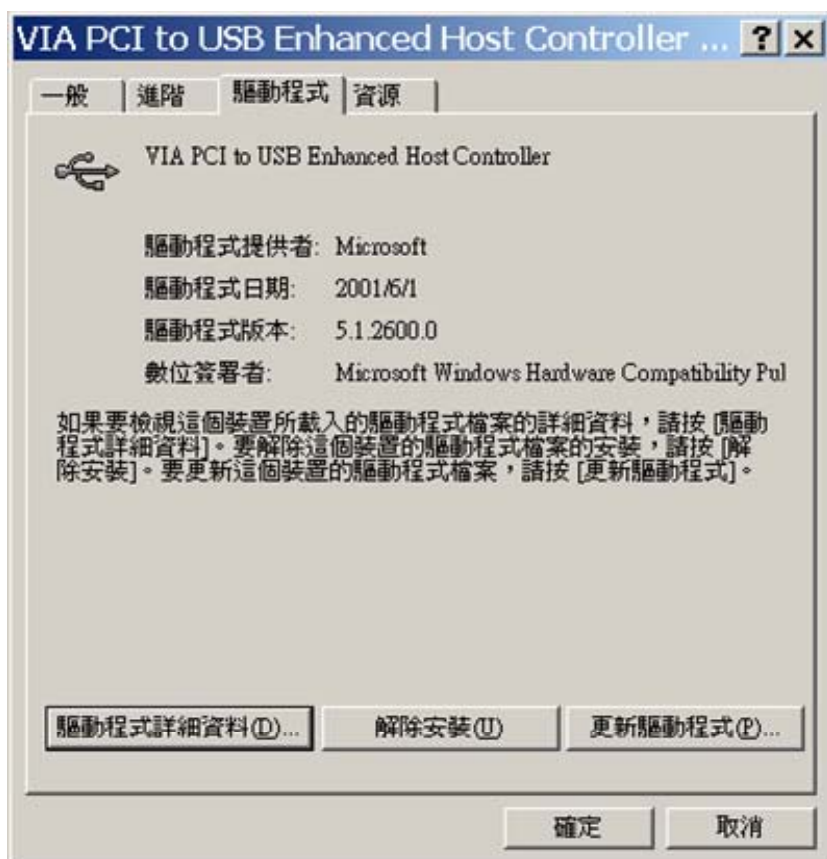 VIA PCI to USB Enhanced Host Controller ...
一般 進階 驅動程式 資源
VIA PCI to USB Enhanced Host Controller
驅動程式提供者: Microsoft
驅動程式日期: 2001/6/1
驅動程式版本: 5.1.2600.0
數位簽署者: Microsoft Windows Hardware Compatibility Pul
如果要檢視這個裝置所載入的驅動程式檔案的詳細資料，請按 [驅動
程式詳細資料]。要解除這個裝置的驅動程式檔案的安裝，請按 [解
除安裝]。要更新這個裝置的驅動程式檔案，請按 [更新驅動程式]。
驅動程式詳細資料(D)... 解除安裝(U) 更新驅動程式(P)...
確定 取消